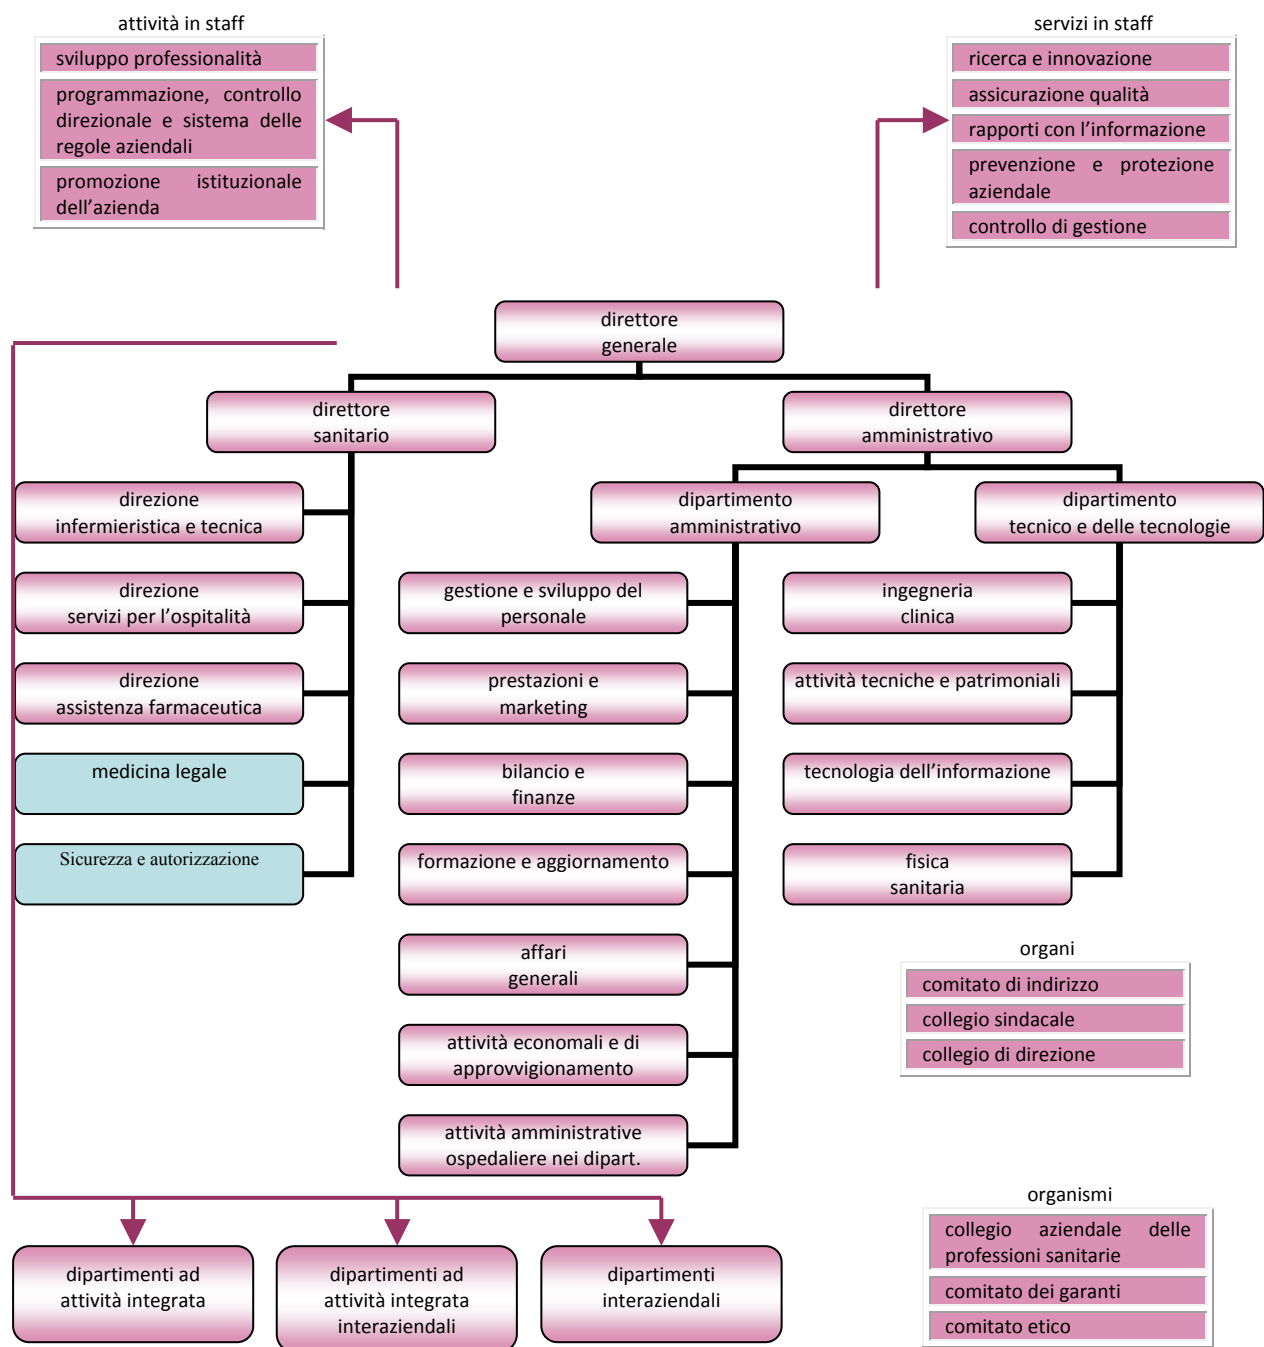 attività in staff
sviluppo professionalità
programmazione, controllo
direzionale e sistema delle
regole aziendali
promozione istituzionale
dell'azienda
servizi in staff
ricerca e innovazione
assicurazione qualità
rapporti con l'informazione
prevenzione e protezione
aziendale
controllo di gestione
direttore
generale
direttore
sanitario
direttore
amministrativo
direzione
infermieristica e tecnica
direzione
servizi per l'ospitalità
direzione
assistenza farmaceutica
medicina legale
Sicurezza e autorizzazione
dipartimento
amministrativo
gestione e sviluppo del
personale
prestazioni e
marketing
bilancio e
finanze
formazione e aggiornamento
affari
generali
attività economali e di
approvvigionamento
attività amministrative
ospedaliere nei dipart.
dipartimento
tecnico e delle tecnologie
ingegneria
clinica
attività tecniche e patrimoniali
tecnologia dell'informazione
fisica
sanitaria
organi
comitato di indirizzo
collegio sindacale
collegio di direzione
organismi
collegio aziendale delle
professioni sanitarie
comitato dei garanti
comitato etico
dipartimenti ad
attività integrata
dipartimenti ad
attività integrata
interaziendali
dipartimenti
interaziendali